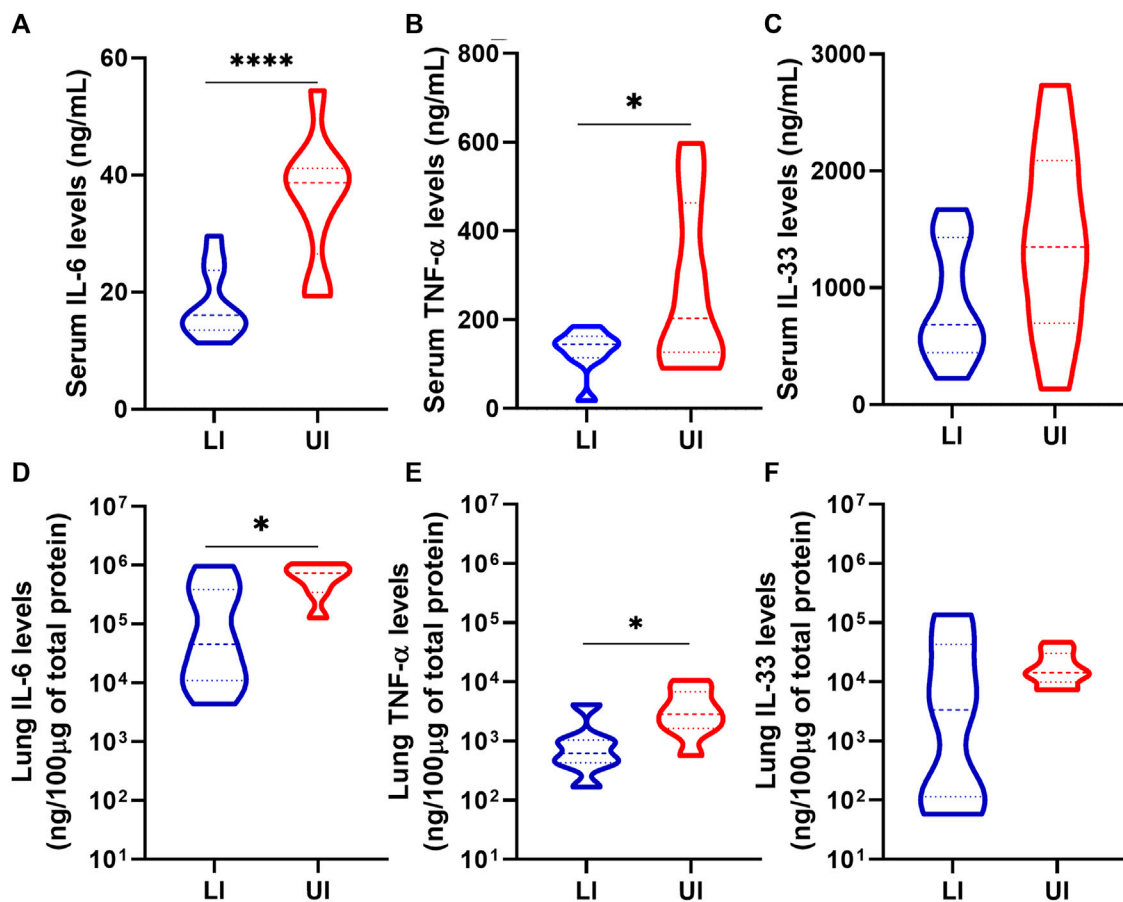 A
Serum IL-6 levels (ng/mL)
60
40
20
0
****
LI
UI
B
Serum TNF-α levels (ng/mL)
800
600
400
200
0
*
LI
UI
C
Serum IL-33 levels (ng/mL)
3000
2000
1000
0
LI
UI
D
Lung IL-6 levels
(ng/100μg of total protein)
10⁷
10⁶
10⁵
10⁴
10³
10²
10¹
*
LI
UI
E
Lung TNF-α levels
(ng/100μg of total protein)
10⁷
10⁶
10⁵
10⁴
10³
10²
10¹
*
LI
UI
F
Lung IL-33 levels
(ng/100μg of total protein)
10⁷
10⁶
10⁵
10⁴
10³
10²
10¹
LI
UI